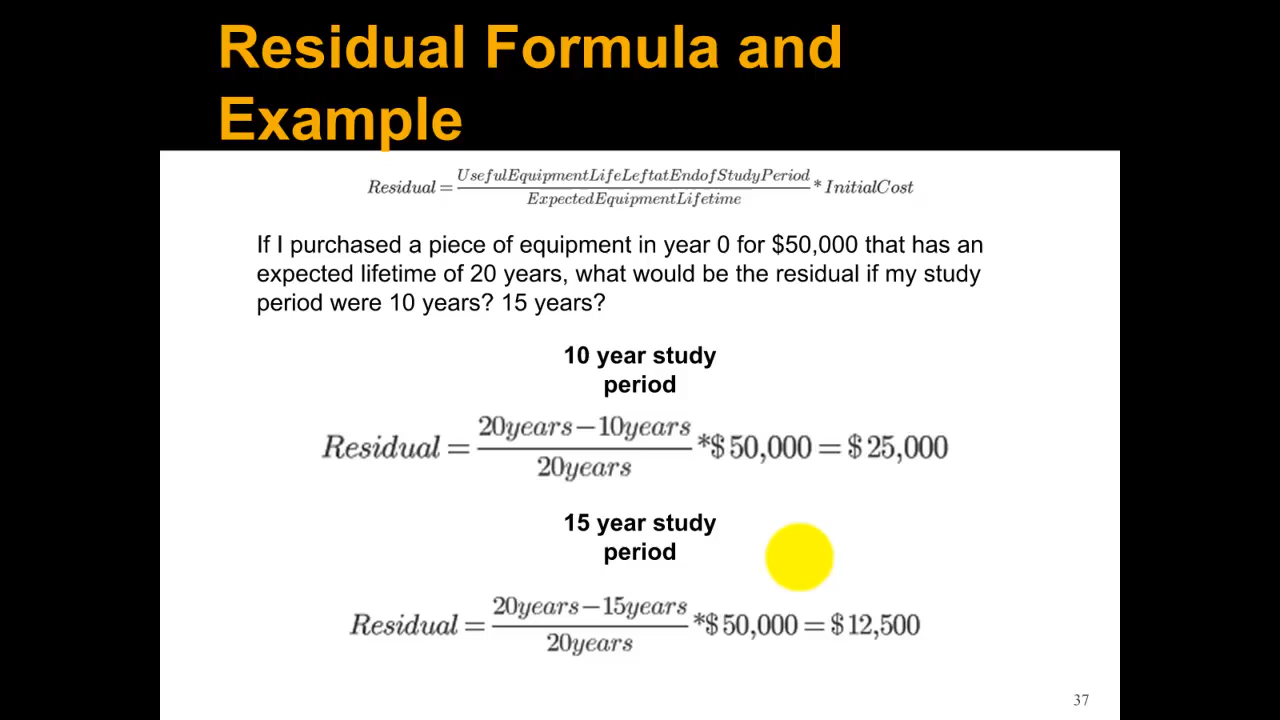 Residual Formula and
Example
Residual = UsefulEquipmentLifeLeftatEndofStudyPeriod / ExpectedEquipmentLifetime * InitialCost
If I purchased a piece of equipment in year 0 for $50,000 that has an
expected lifetime of 20 years, what would be the residual if my study
period were 10 years? 15 years?
10 year study
period
Residual = 20years−10years / 20years *$50,000 = $25,000
15 year study
period
Residual = 20years−15years / 20years *$50,000 = $12,500
37